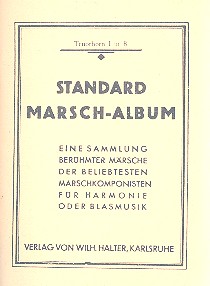 Tenorhorn I in B
STANDARD
MARSCH-ALBUM
EINE SAMMLUNG
BERÜHMTER MÄRSCHE
DER BELIEBTESTEN
MARSCHKOMPONISTEN
FÜR HARMONIE
ODER BLASMUSIK
VERLAG VON WILH. HALTER, KARLSRUHE